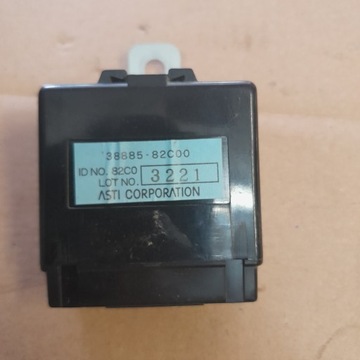 38885-82C00
ID NO. 82C0
LOT NO. 3221
ASTI CORPORATION